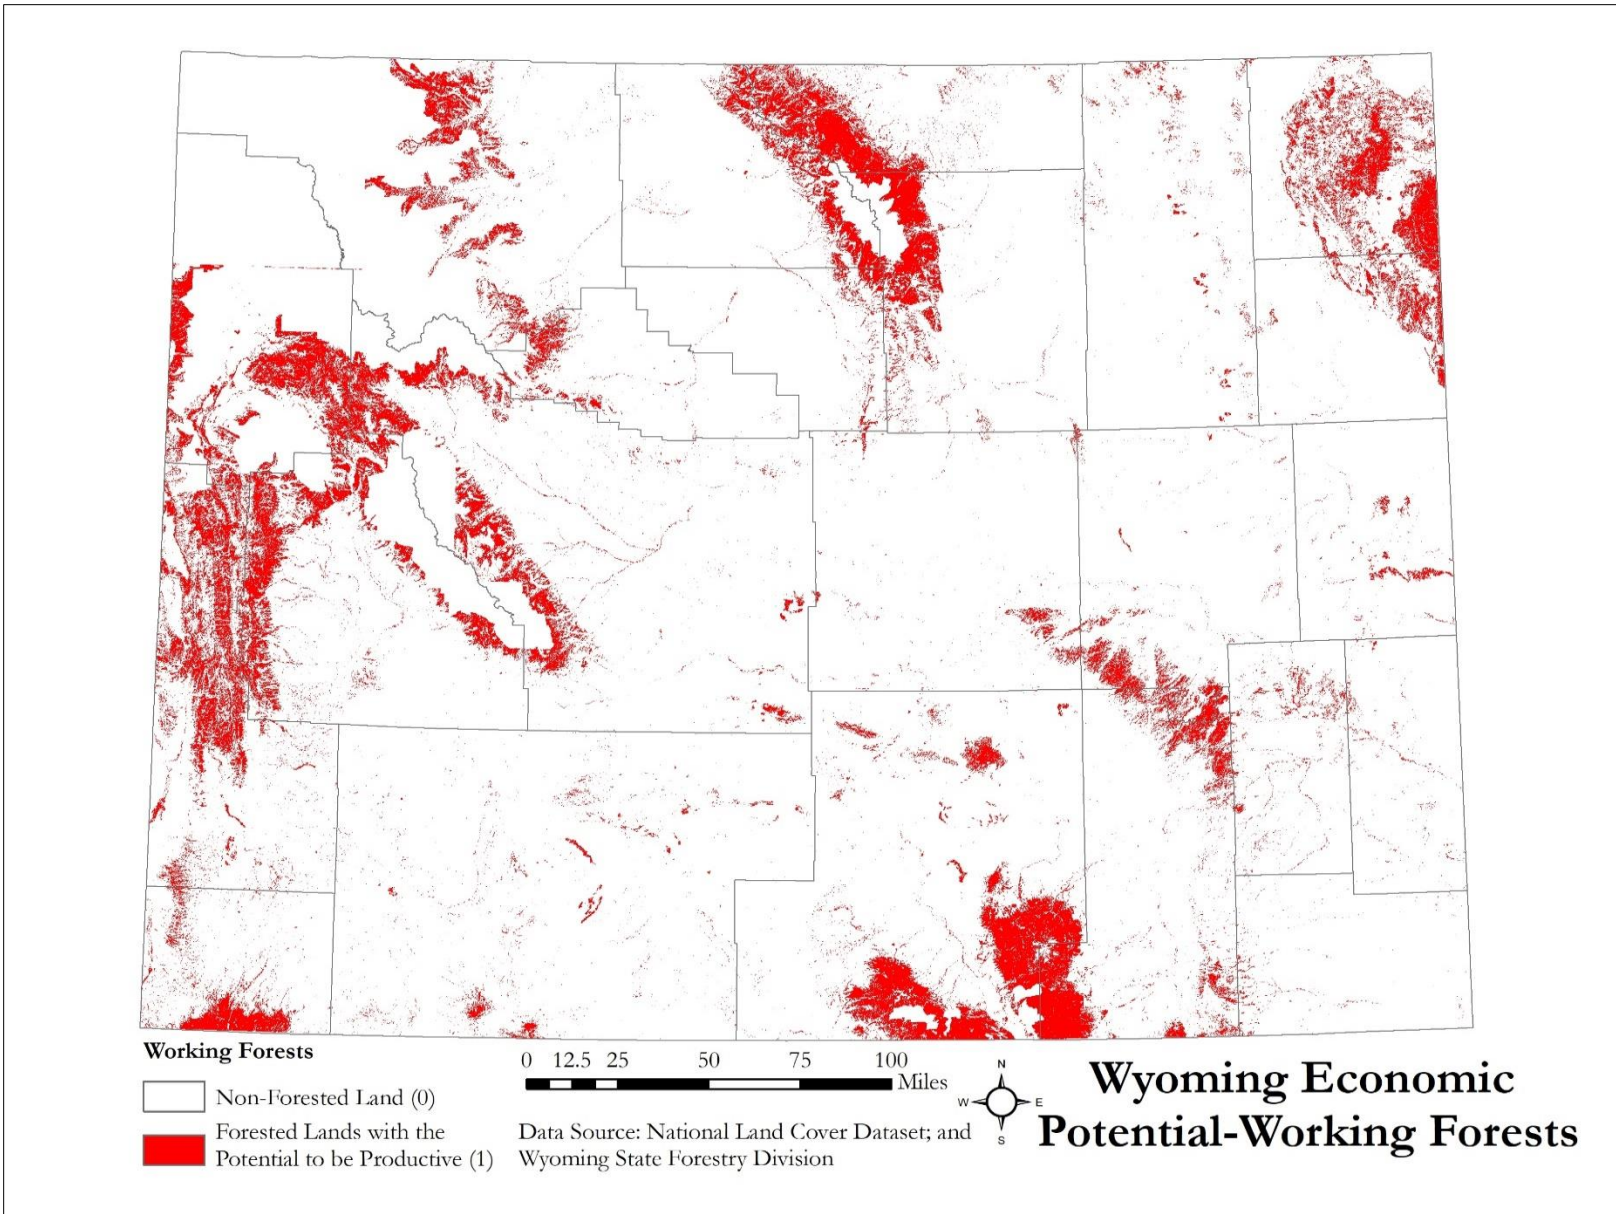 Working Forests
Non-Forested Land (0)
Forested Lands with the
Potential to be Productive (1)
0 12.5 25 50 75 100
Miles
Data Source: National Land Cover Dataset; and
Wyoming State Forestry Division
N
W E
S
Wyoming Economic
Potential-Working Forests